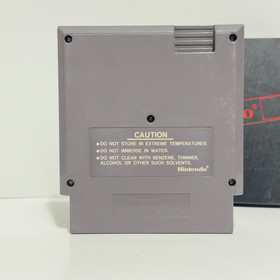 CAUTION
•DO NOT STORE IN EXTREME TEMPERATURES.
•DO NOT IMMERSE IN WATER.
•DO NOT CLEAN WITH BENZENE, THINNER,
ALCOHOL OR OTHER SUCH SOLVENTS.
Nintendo®